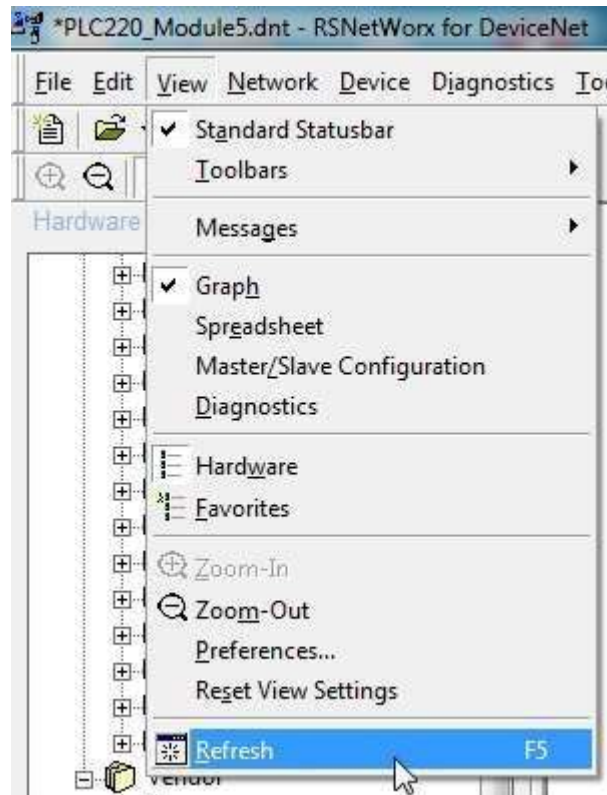 *PLC220_Module5.dnt - RSNetWorx for DeviceNet
File Edit View Network Device Diagnostics
Standard Statusbar
Toolbars
Hardware
Messages
Graph
Spreadsheet
Master/Slave Configuration
Diagnostics
Hardware
Favorites
Zoom-In
Zoom-Out
Preferences...
Reset View Settings
Refresh F5
Vendor